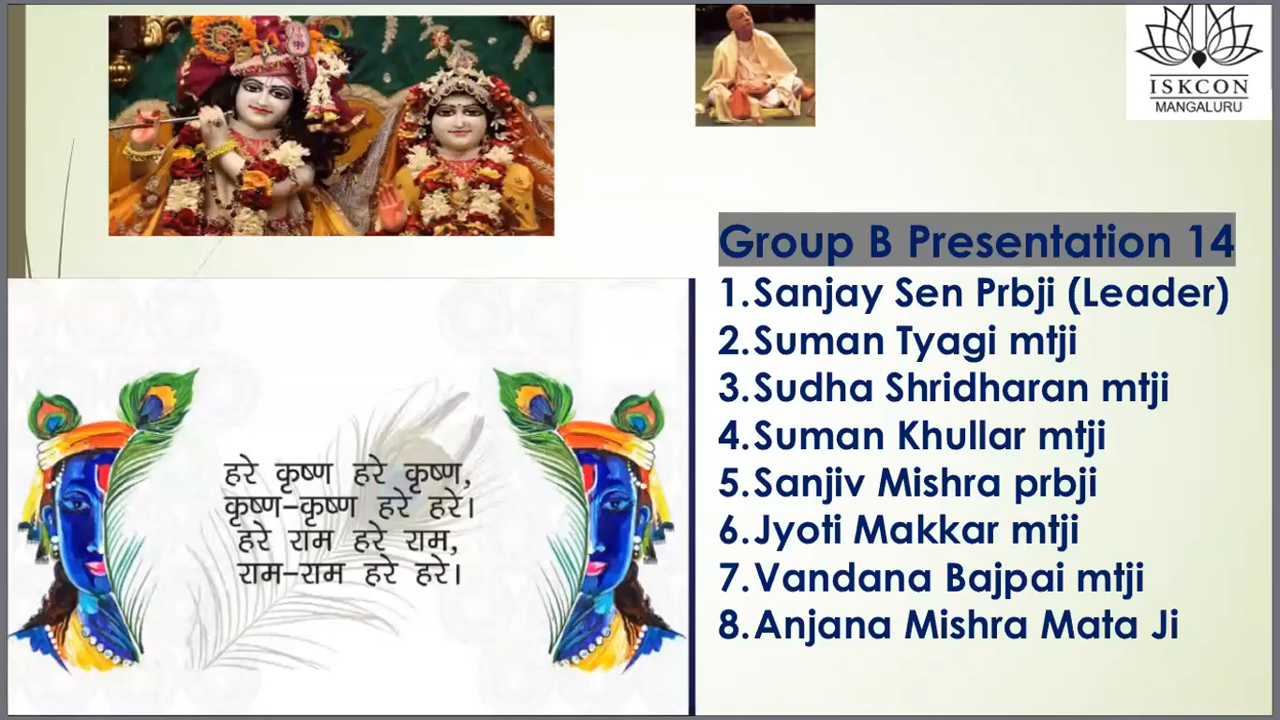 ISKCON
MANGALURU
Group B Presentation 14
1.Sanjay Sen Prbji (Leader)
2.Suman Tyagi mtji
3.Sudha Shridharan mtji
4.Suman Khullar mtji
5.Sanjiv Mishra prbji
6.Jyoti Makkar mtji
7.Vandana Bajpai mtji
8.Anjana Mishra Mata Ji
हरे कृष्ण हरे कृष्ण,
कृष्ण-कृष्ण हरे हरे।
हरे राम हरे राम,
राम-राम हरे हरे।